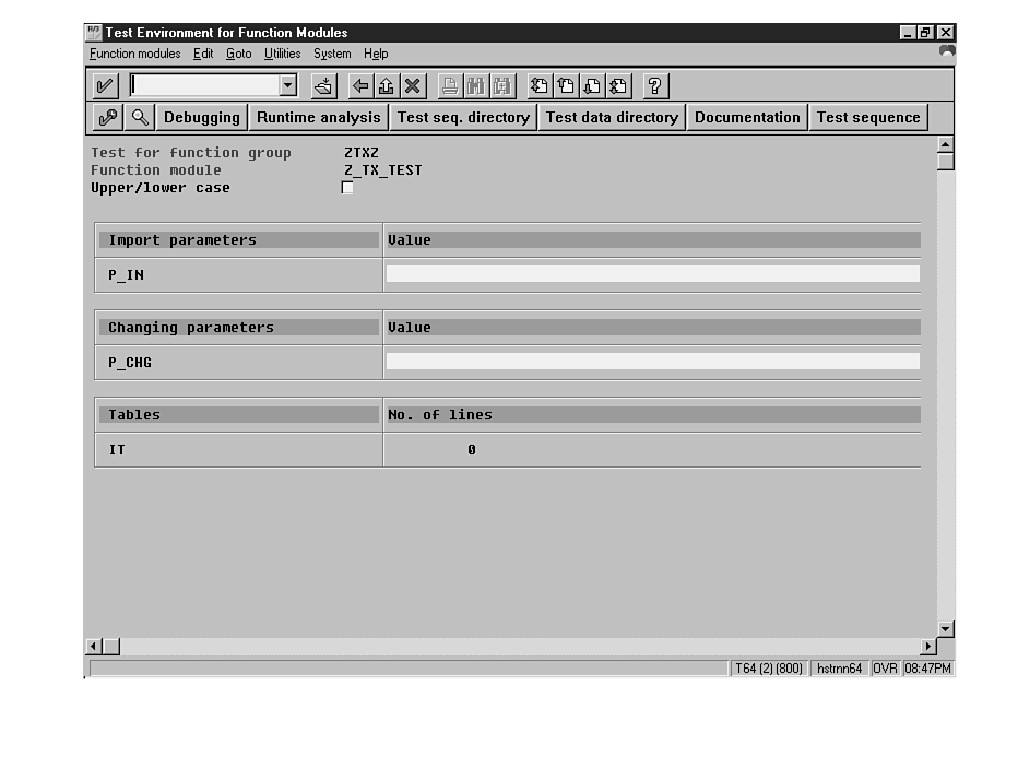 R/3 Test Environment for Function Modules
Function modules Edit Goto Utilities System Help
Debugging Runtime analysis Test seq. directory Test data directory Documentation Test sequence
Test for function group ZTXZ
Function module Z_TX_TEST
Upper/lower case
Import parameters Value
P_IN
Changing parameters Value
P_CHG
Tables No. of lines
IT 0
T64 (2) (800) hstrnn64 OVR 08:47PM